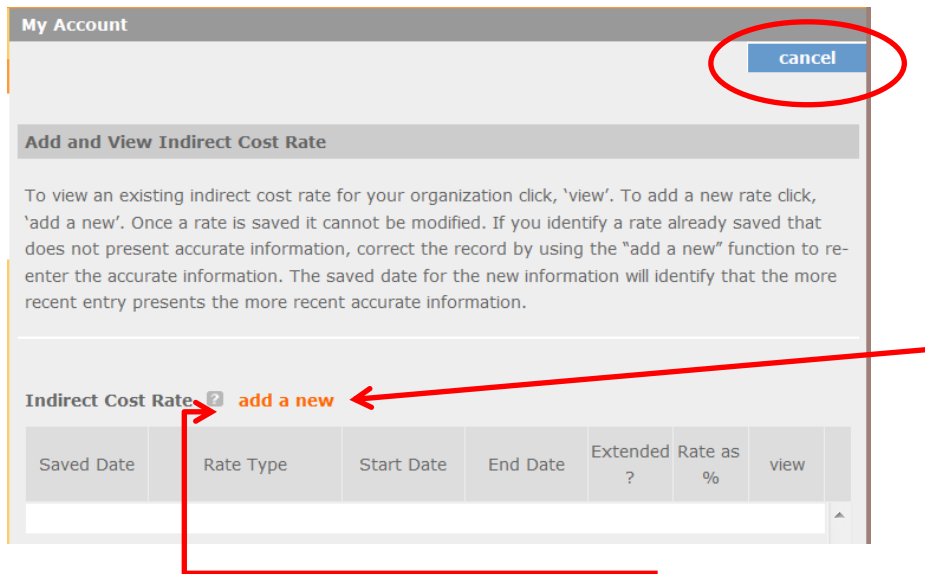 My Account
cancel
Add and View Indirect Cost Rate
To view an existing indirect cost rate for your organization click, ‘view’. To add a new rate click,
‘add a new’. Once a rate is saved it cannot be modified. If you identify a rate already saved that
does not present accurate information, correct the record by using the “add a new” function to re-
enter the accurate information. The saved date for the new information will identify that the more
recent entry presents the more recent accurate information.
Indirect Cost Rate ? add a new
Saved Date Rate Type Start Date End Date Extended ? Rate as % view